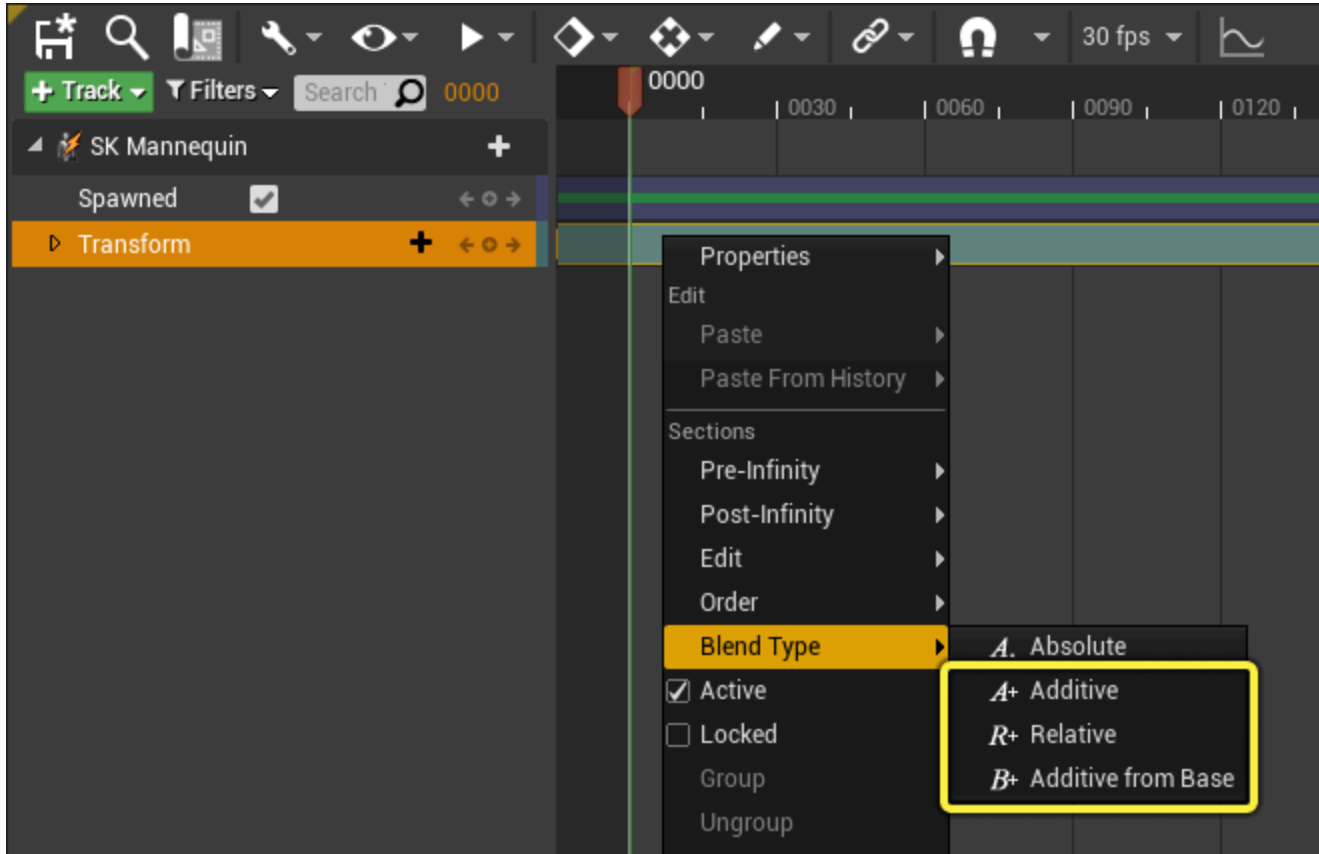 30 fps
+ Track Filters Search 0000
0000
0030 0060 0090 0120
SK Mannequin
Spawned
Transform
Properties
Edit
Paste
Paste From History
Sections
Pre-Infinity
Post-Infinity
Edit
Order
Blend Type
A. Absolute
Active
A+ Additive
Locked
R+ Relative
Group
B+ Additive from Base
Ungroup